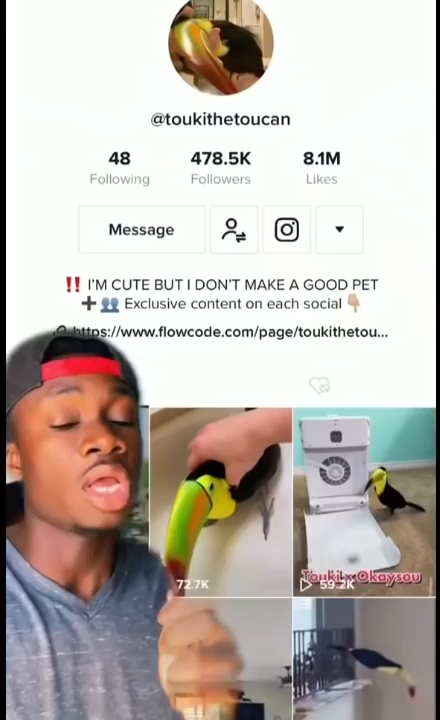 @toukithetoucan
48 478.5K 8.1M
Following Followers Likes
Message
‼️ I'M CUTE BUT I DON'T MAKE A GOOD PET
➕👥 Exclusive content on each social 👇🏼
https://www.flowcode.com/page/toukithetou...
Touki x Okaysou
72.7K 59.2K